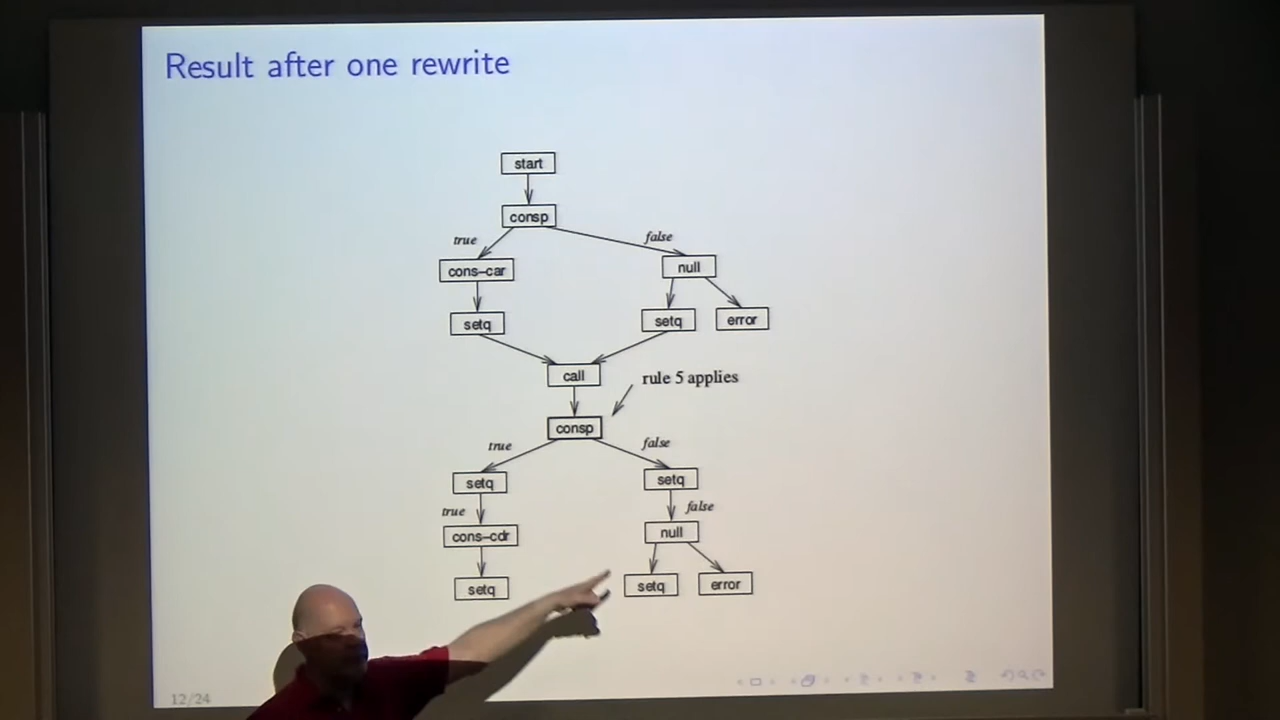 Result after one rewrite
start
consp
true
false
cons-car
null
setq
setq
error
call
rule 5 applies
consp
true
false
setq
setq
true
false
cons-cdr
null
setq
setq
error
12/24